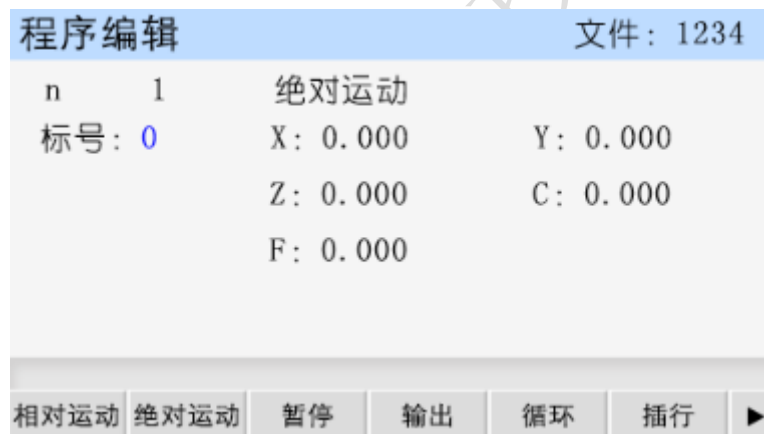 程序编辑 文件: 1234
n 1 绝对运动
标号: 0 X: 0.000 Y: 0.000
Z: 0.000 C: 0.000
F: 0.000
相对运动 绝对运动 暂停 输出 循环 插行 ▶